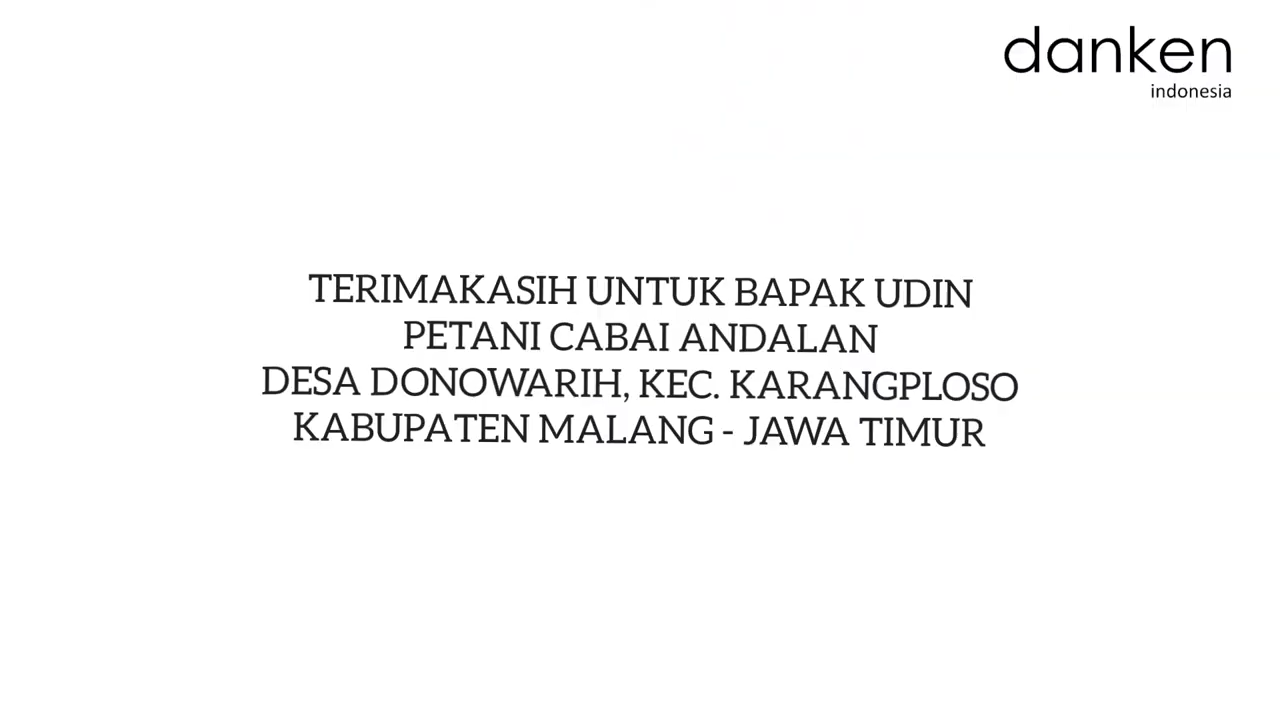 danken
indonesia
TERIMAKASIH UNTUK BAPAK UDIN
PETANI CABAI ANDALAN
DESA DONOWARIH, KEC. KARANGPLOSO
KABUPATEN MALANG - JAWA TIMUR